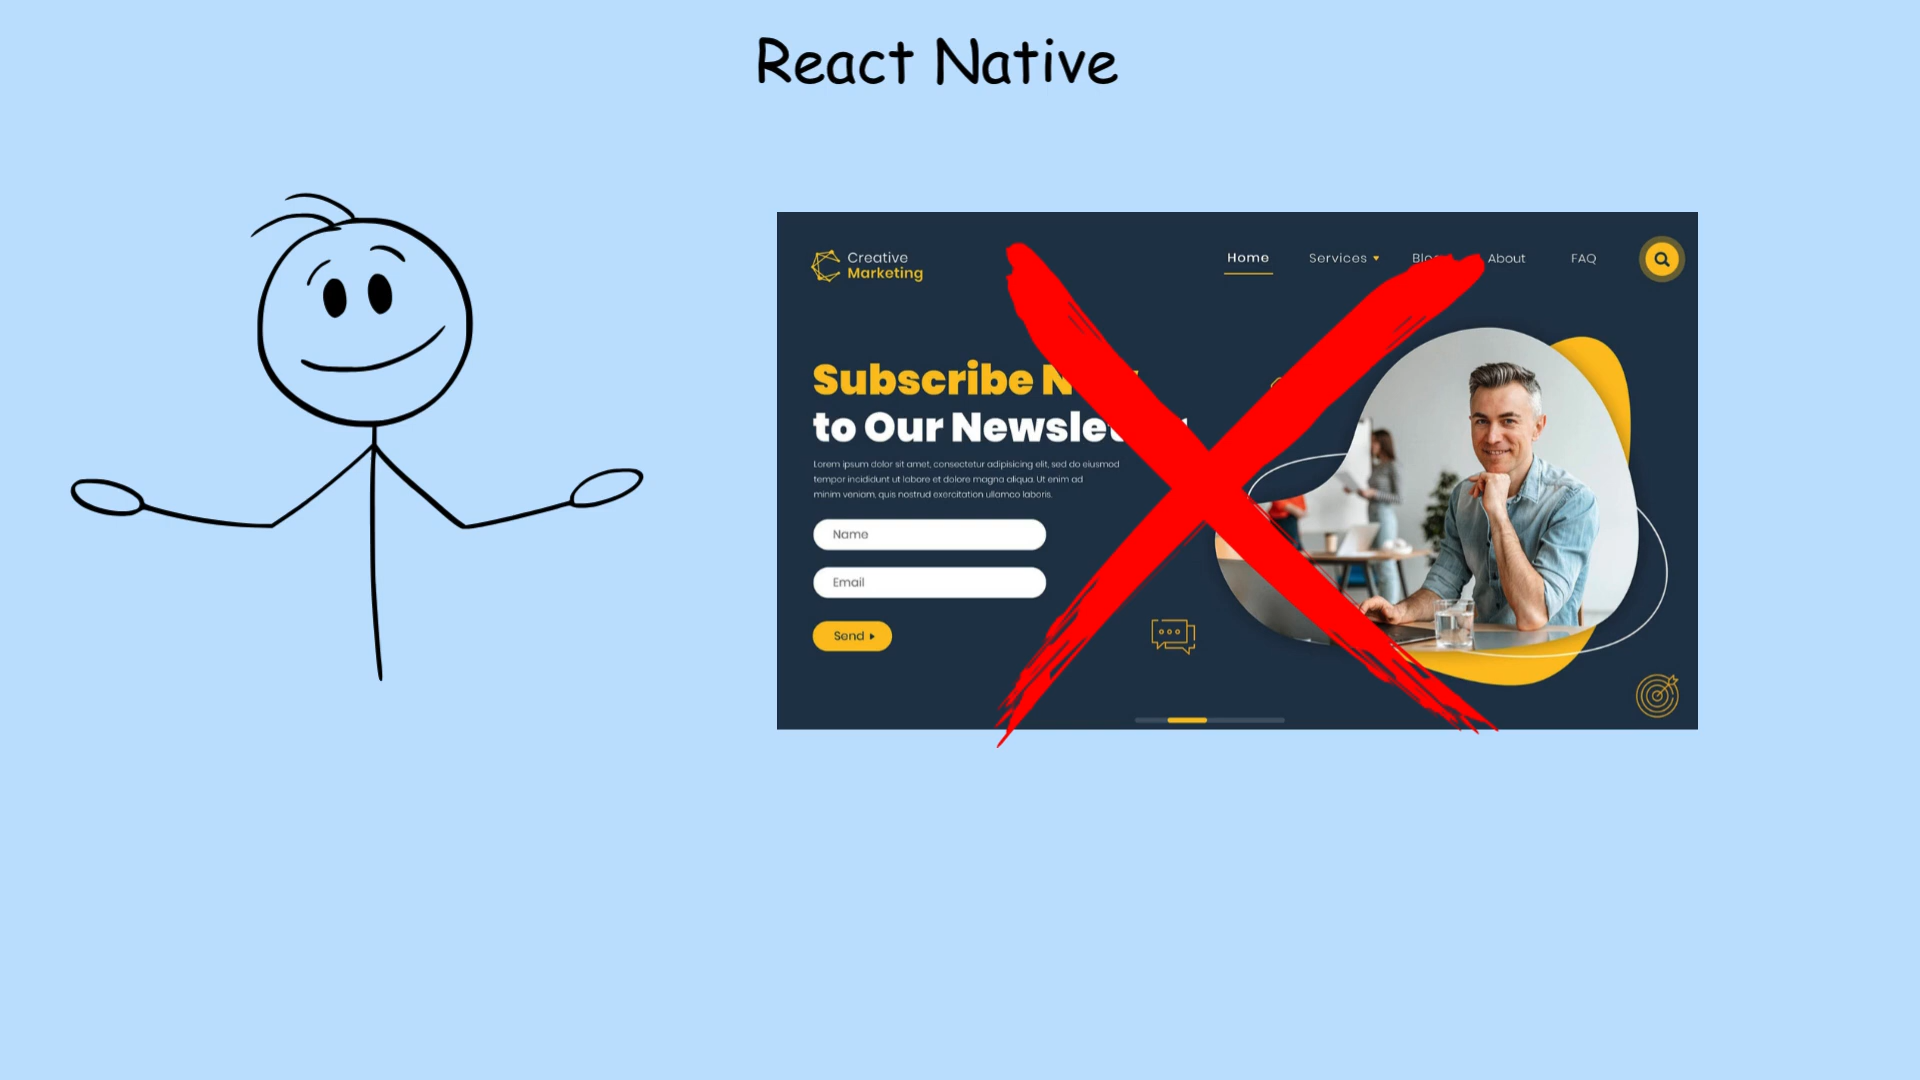 React Native
Creative
Marketing
Home Services About FAQ
Subscribe
to Our
Lorem ipsum dolor sit amet, consectetur adipisicing elit, sed do eiusmod
tempor incididunt ut labore et dolore magna aliqua. Ut enim ad
minim veniam, quis nostrud exercitation ullamco laboris.
Name
Email
Send